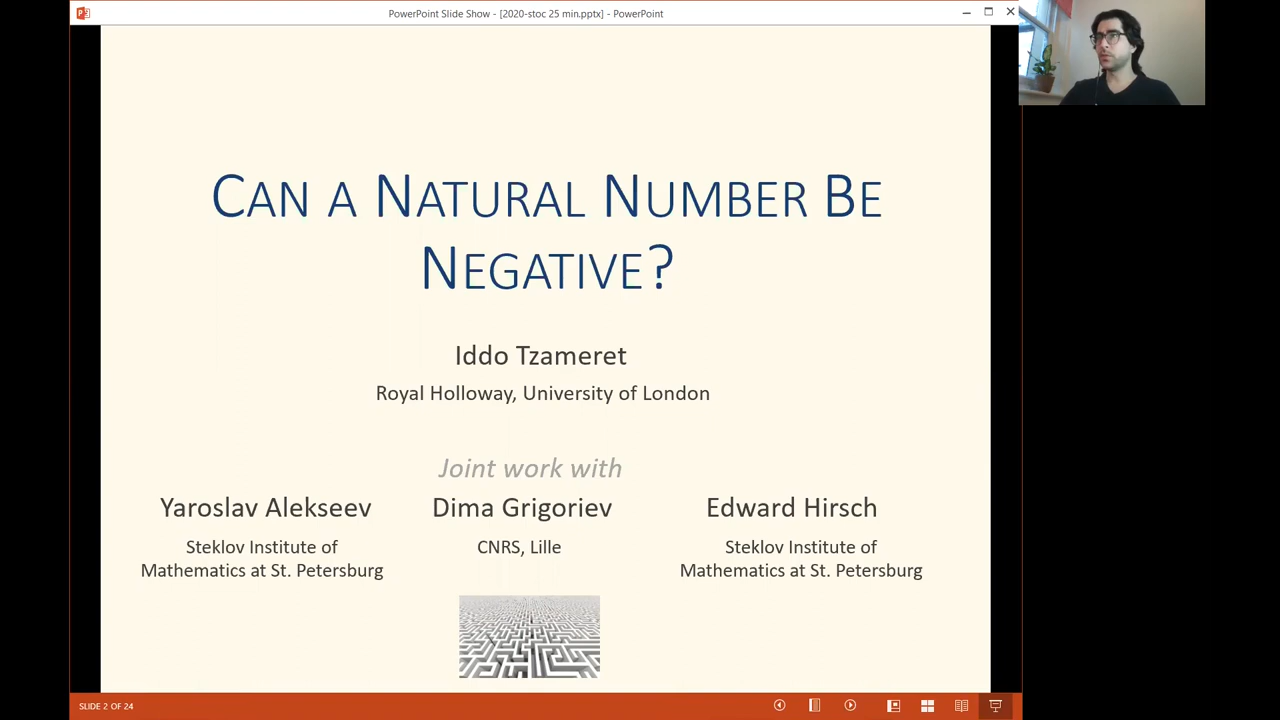 PowerPoint Slide Show - [2020-stoc 25 min.pptx] - PowerPoint
CAN A NATURAL NUMBER BE
NEGATIVE?
Iddo Tzameret
Royal Holloway, University of London
Joint work with
Yaroslav Alekseev
Steklov Institute of
Mathematics at St. Petersburg
Dima Grigoriev
CNRS, Lille
Edward Hirsch
Steklov Institute of
Mathematics at St. Petersburg
SLIDE 2 OF 24